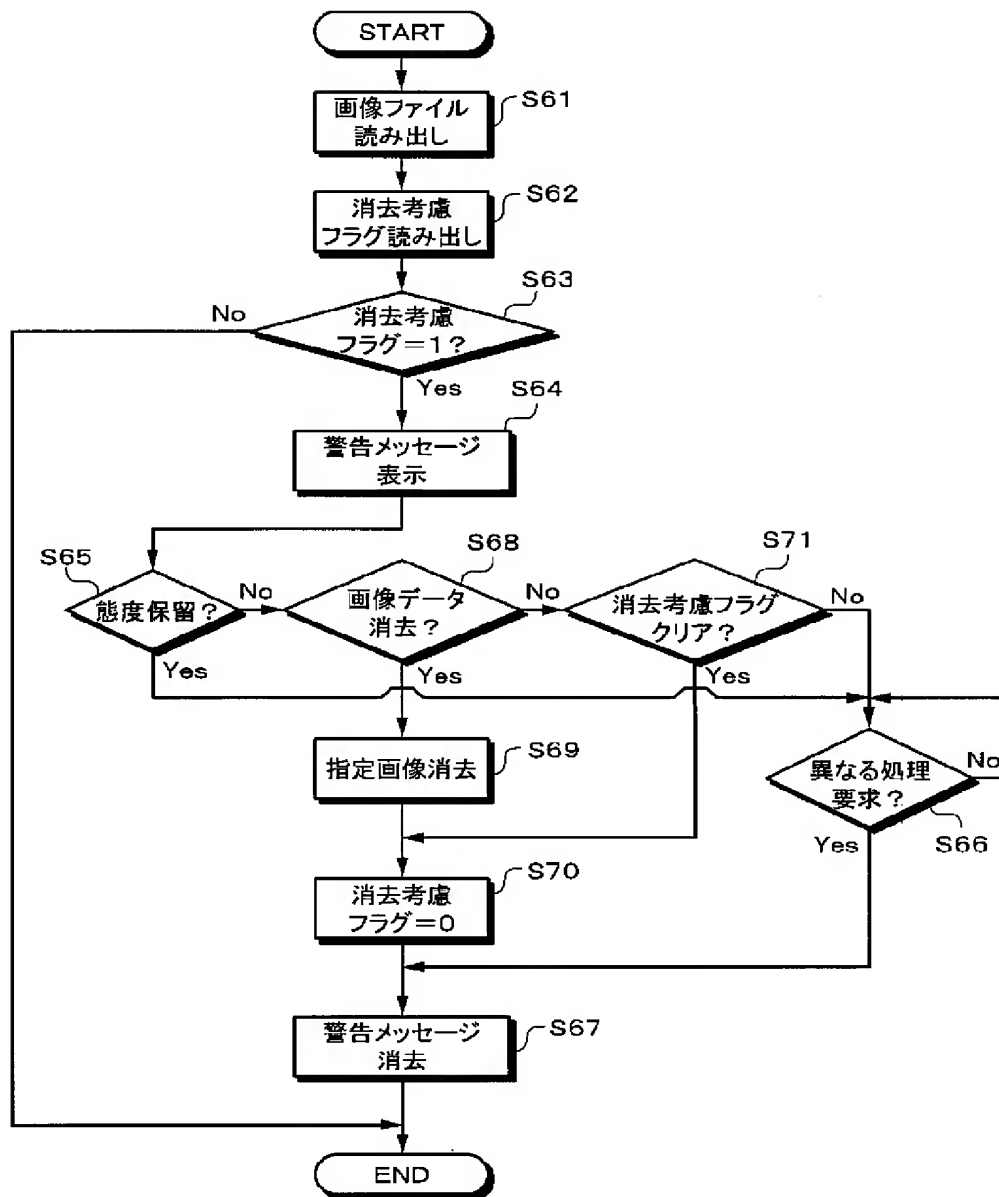 START
画像ファイル
読み出し
S61
消去考慮
フラグ読み出し
S62
消去考慮
フラグ=1?
S63
No
Yes
警告メッセージ
表示
S64
態度保留?
S65
No
Yes
画像データ
消去?
S68
No
Yes
消去考慮フラグ
クリア?
S71
No
Yes
指定画像消去
S69
異なる処理
要求?
S66
No
Yes
消去考慮
フラグ=0
S70
警告メッセージ
消去
S67
END